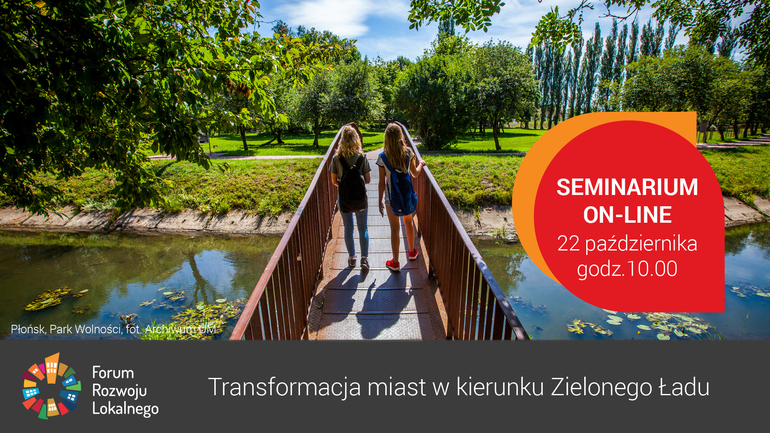 SEMINARIUM
ON-LINE
22 października
godz.10.00
Płońsk, Park Wolności, fot. Archiwum UM
Forum
Rozwoju
Lokalnego
Transformacja miast w kierunku Zielonego Ładu